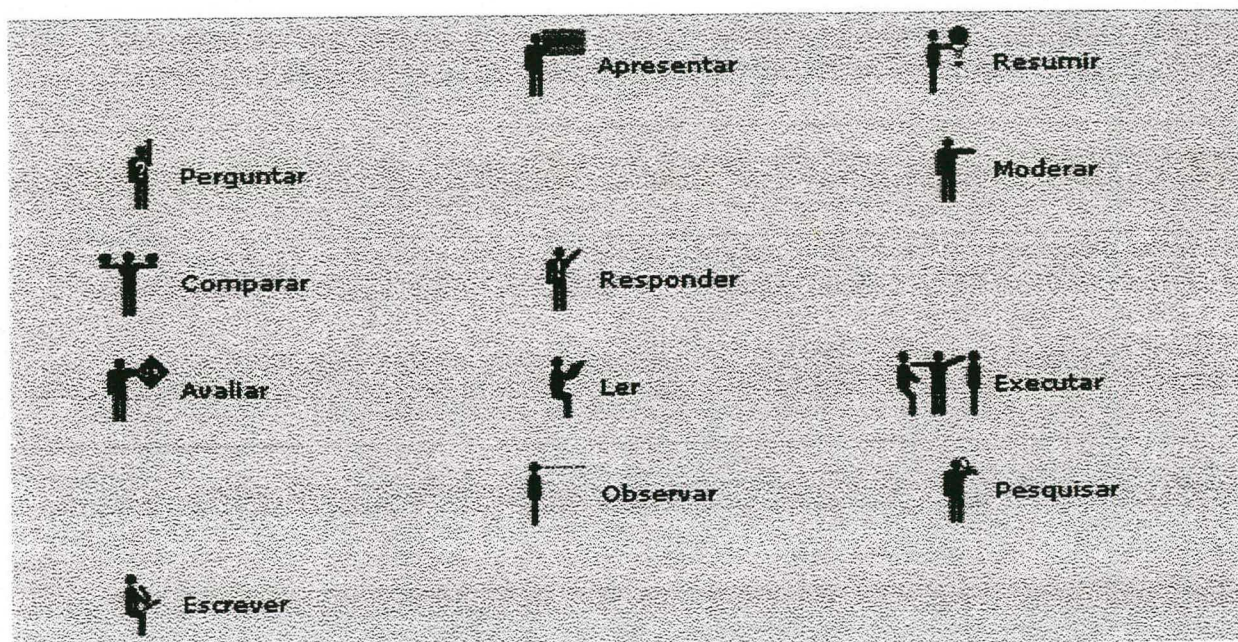 Apresentar
Resumir
Perguntar
Moderar
Comparar
Responder
Avaliar
Ler
Executar
Observar
Pesquisar
Escrever